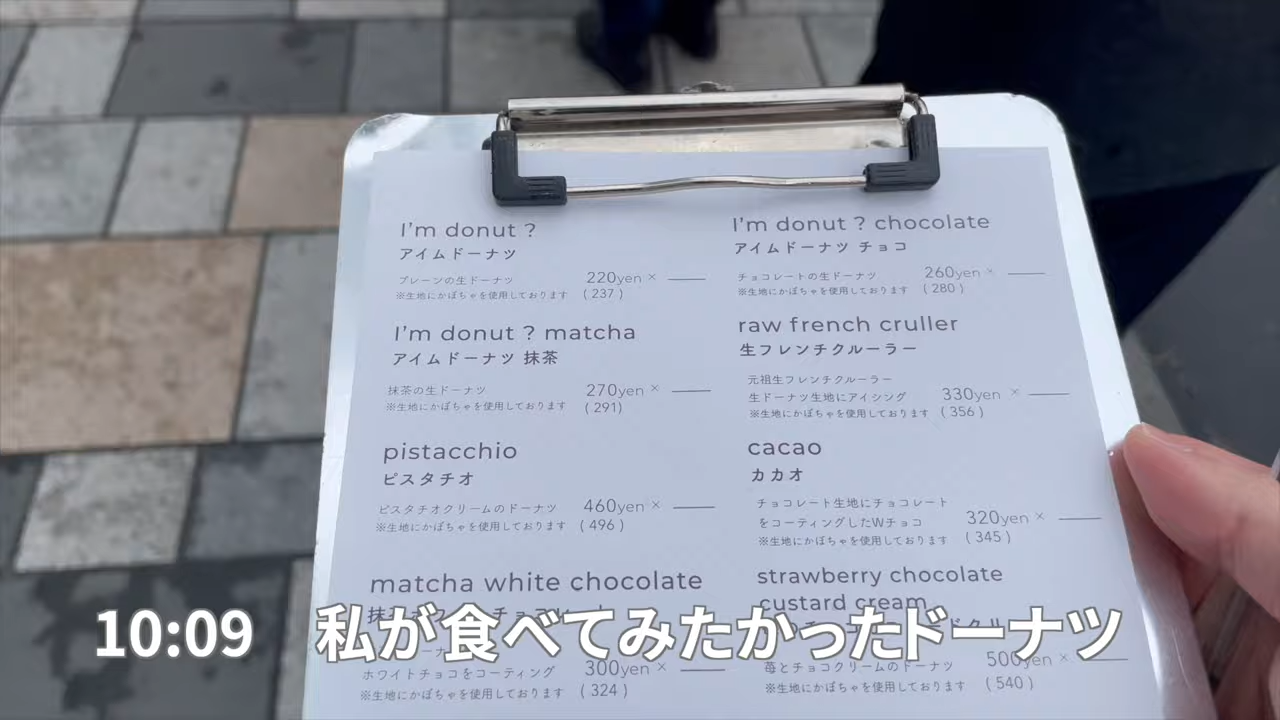 I'm donut ?
アイムドーナツ
プレーンの生ドーナツ 220yen ×
※生地にかぼちゃを使用しております ( 237 )
I'm donut ? chocolate
アイムドーナツ チョコ
チョコレートの生ドーナツ 260yen ×
※生地にかぼちゃを使用しております ( 280 )
I'm donut ? matcha
アイムドーナツ 抹茶
抹茶の生ドーナツ 270yen ×
※生地にかぼちゃを使用しております ( 291)
raw french cruller
生フレンチクルーラー
元祖生フレンチクルーラー
生ドーナツ生地にアイシング 330yen ×
※生地にかぼちゃを使用しております ( 356 )
pistacchio
ピスタチオ
ピスタチオクリームのドーナツ 460yen ×
※生地にかぼちゃを使用しております ( 496 )
cacao
カカオ
チョコレート生地にチョコレート
をコーティングしたWチョコ 320yen ×
※生地にかぼちゃを使用しております ( 345 )
matcha white chocolate
ホワイトチョコをコーティング 300yen ×
※生地にかぼちゃを使用しております ( 324 )
strawberry chocolate
custard cream
苺とチョコクリームのドーナツ 500yen ×
※生地にかぼちゃを使用しております ( 540 )
10:09 私が食べてみたかったドーナツ